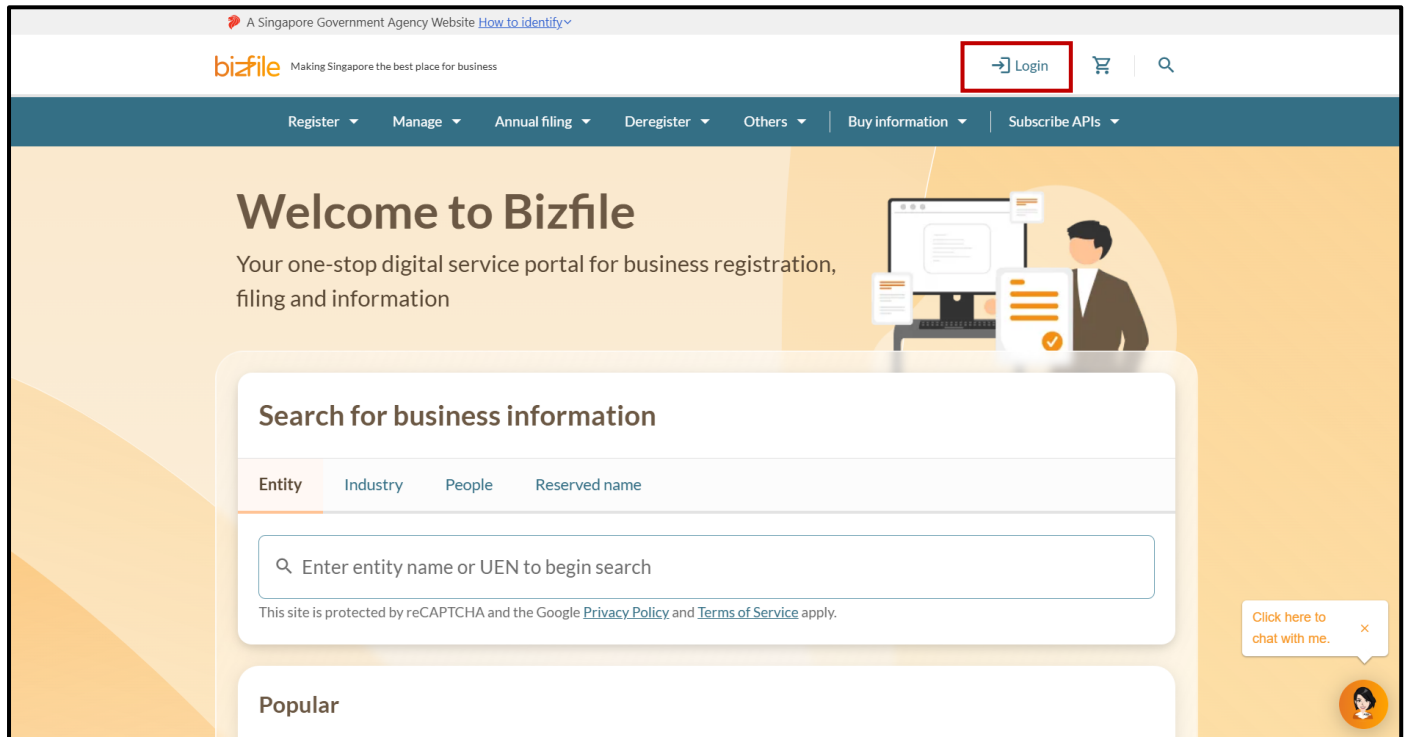 A Singapore Government Agency Website How to identify
bizfile Making Singapore the best place for business
Login
Register Manage Annual filing Deregister Others Buy information Subscribe APIs
Welcome to Bizfile
Your one-stop digital service portal for business registration,
filing and information
Search for business information
Entity Industry People Reserved name
Enter entity name or UEN to begin search
This site is protected by reCAPTCHA and the Google Privacy Policy and Terms of Service apply.
Click here to
chat with me.
Popular